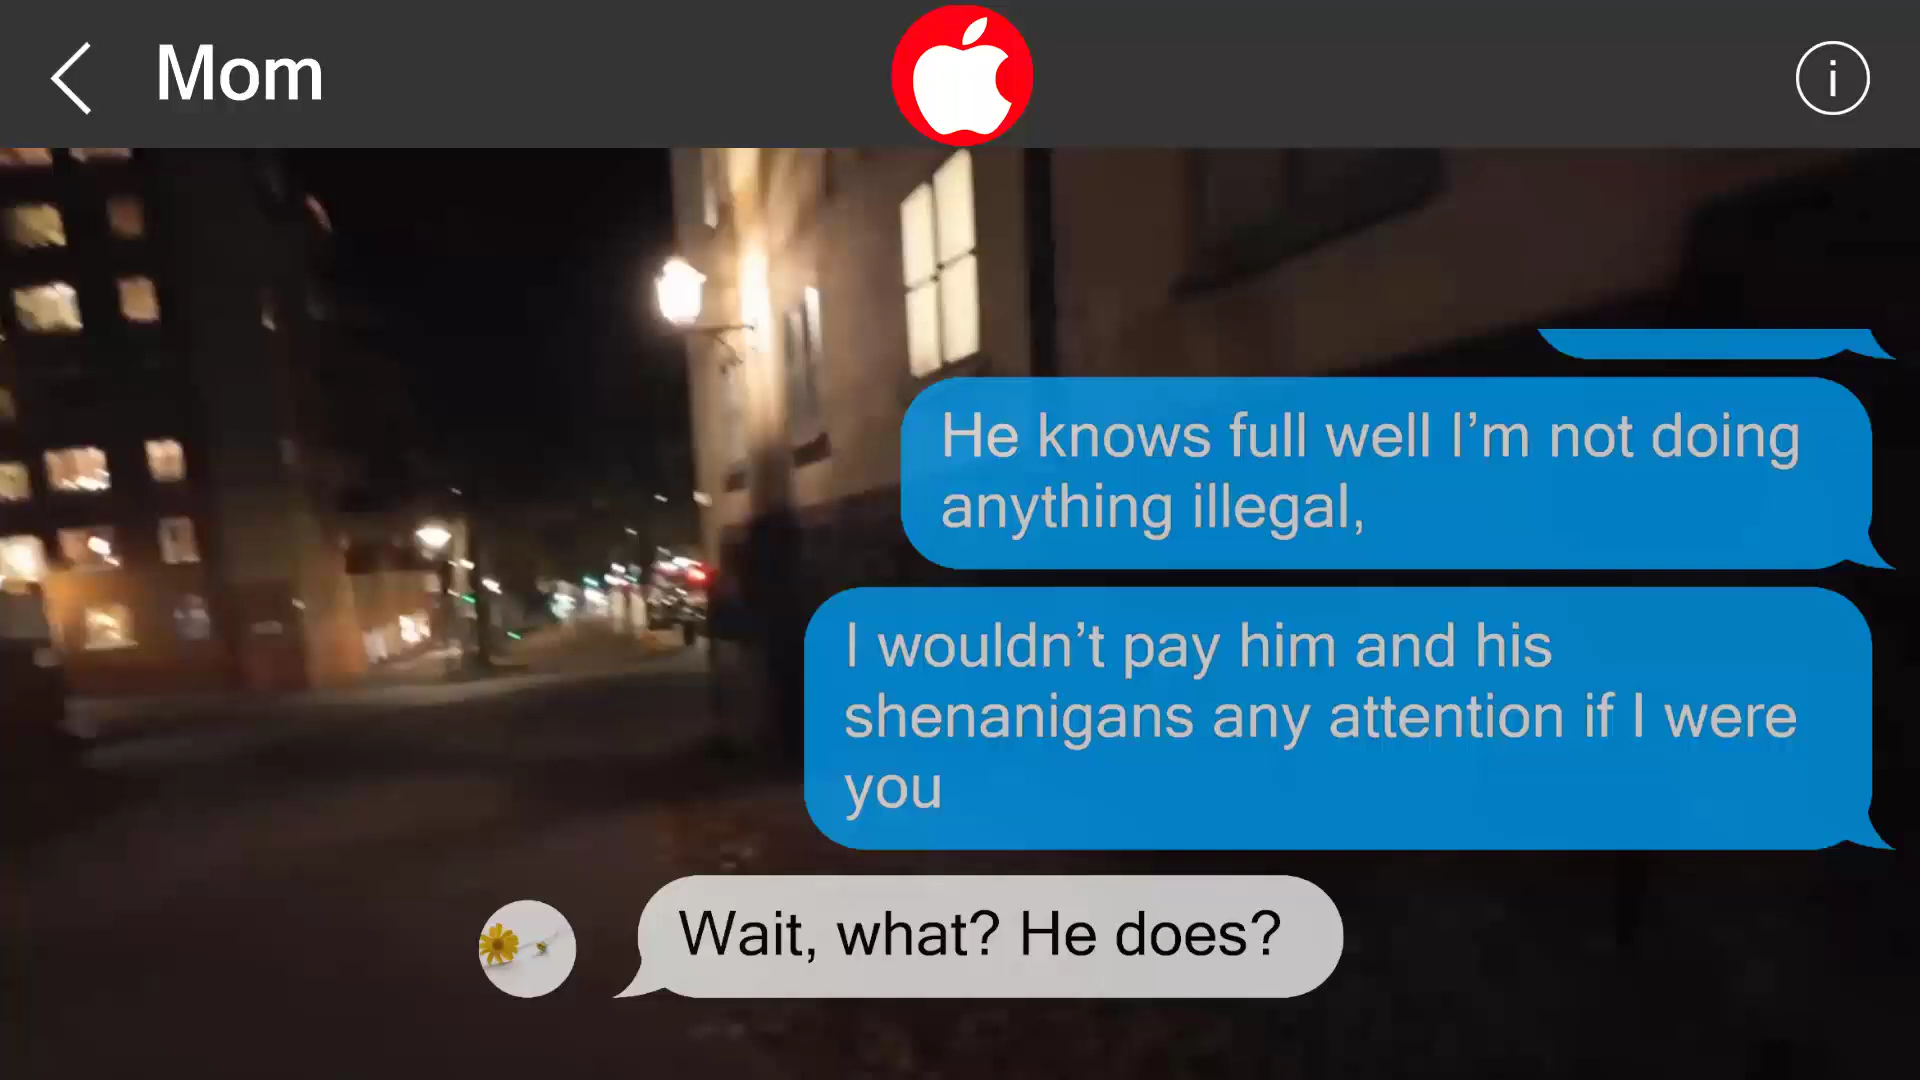 Mom
i
He knows full well I’m not doing
anything illegal,
I wouldn’t pay him and his
shenanigans any attention if I were
you
Wait, what? He does?